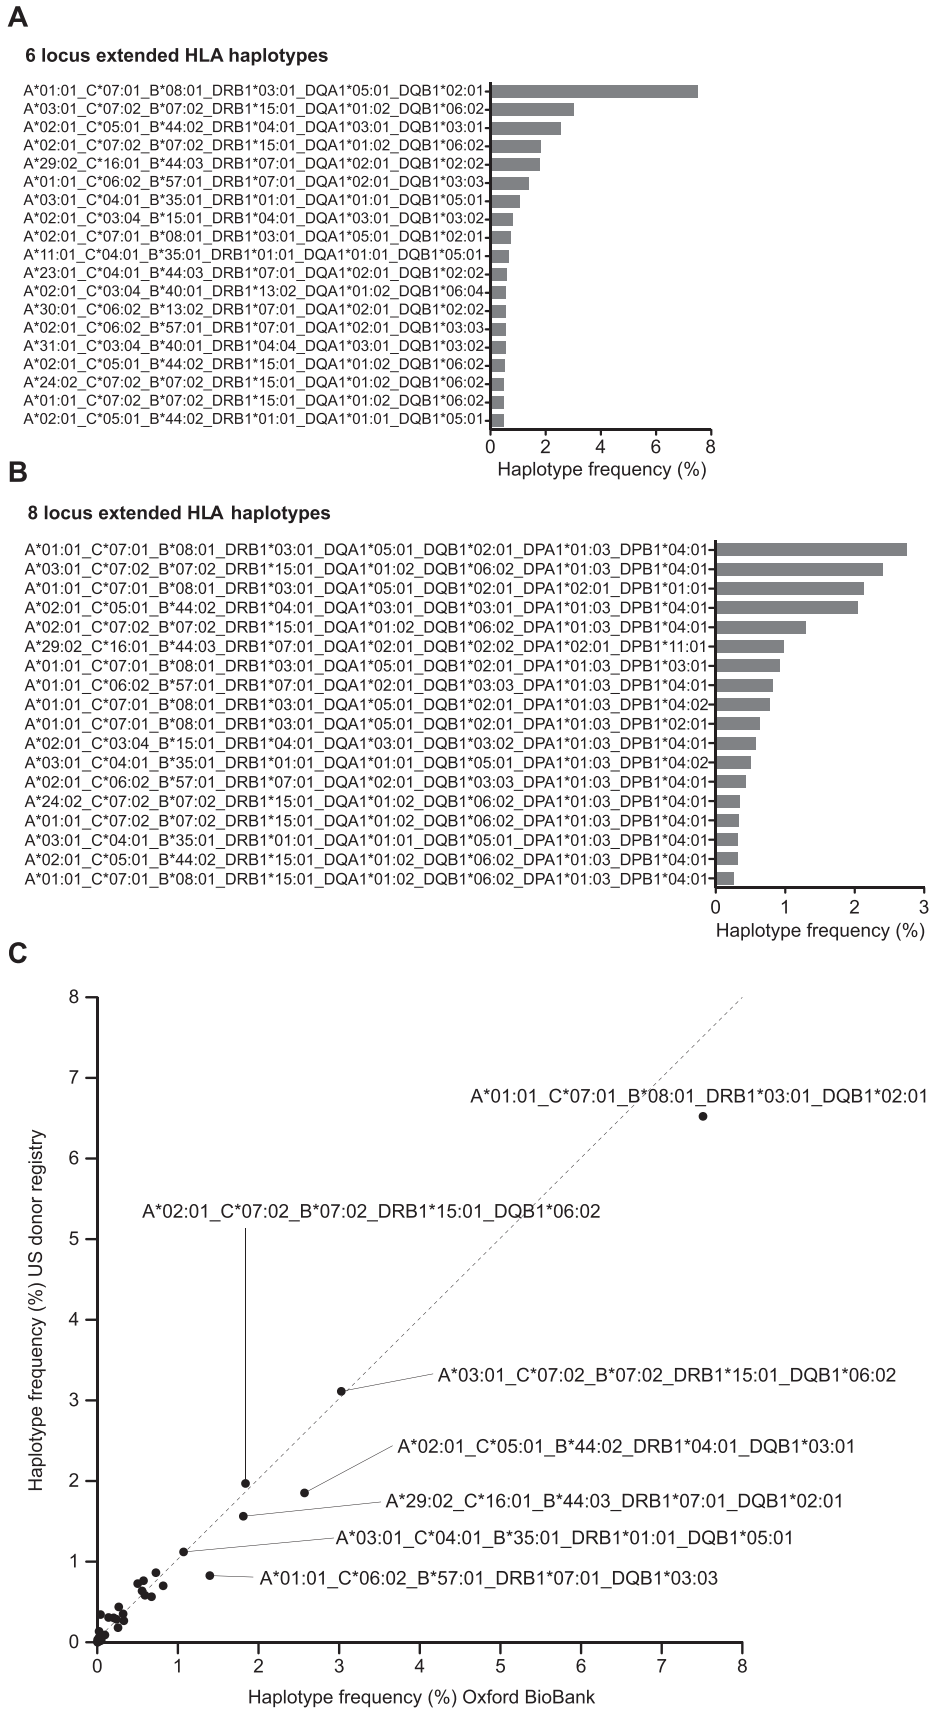 A
6 locus extended HLA haplotypes
A*01:01_C*07:01_B*08:01_DRB1*03:01_DQA1*05:01_DQB1*02:01
A*03:01_C*07:02_B*07:02_DRB1*15:01_DQA1*01:02_DQB1*06:02
A*02:01_C*05:01_B*44:02_DRB1*04:01_DQA1*03:01_DQB1*03:01
A*02:01_C*07:02_B*07:02_DRB1*15:01_DQA1*01:02_DQB1*06:02
A*29:02_C*16:01_B*44:03_DRB1*07:01_DQA1*02:01_DQB1*02:02
A*01:01_C*06:02_B*57:01_DRB1*07:01_DQA1*02:01_DQB1*03:03
A*03:01_C*04:01_B*35:01_DRB1*01:01_DQA1*01:01_DQB1*05:01
A*02:01_C*03:04_B*15:01_DRB1*04:01_DQA1*03:01_DQB1*03:02
A*02:01_C*07:01_B*08:01_DRB1*03:01_DQA1*05:01_DQB1*02:01
A*11:01_C*04:01_B*35:01_DRB1*01:01_DQA1*01:01_DQB1*05:01
A*23:01_C*04:01_B*44:03_DRB1*07:01_DQA1*02:01_DQB1*02:02
A*02:01_C*03:04_B*40:01_DRB1*13:02_DQA1*01:02_DQB1*06:04
A*30:01_C*06:02_B*13:02_DRB1*07:01_DQA1*02:01_DQB1*02:02
A*02:01_C*06:02_B*57:01_DRB1*07:01_DQA1*02:01_DQB1*03:03
A*31:01_C*03:04_B*40:01_DRB1*04:04_DQA1*03:01_DQB1*03:02
A*02:01_C*05:01_B*44:02_DRB1*15:01_DQA1*01:02_DQB1*06:02
A*24:02_C*07:02_B*07:02_DRB1*15:01_DQA1*01:02_DQB1*06:02
A*01:01_C*07:02_B*07:02_DRB1*15:01_DQA1*01:02_DQB1*06:02
A*02:01_C*05:01_B*44:02_DRB1*01:01_DQA1*01:01_DQB1*05:01
0 2 4 6 8
Haplotype frequency (%)
B
8 locus extended HLA haplotypes
A*01:01_C*07:01_B*08:01_DRB1*03:01_DQA1*05:01_DQB1*02:01_DPA1*01:03_DPB1*04:01
A*03:01_C*07:02_B*07:02_DRB1*15:01_DQA1*01:02_DQB1*06:02_DPA1*01:03_DPB1*04:01
A*01:01_C*07:01_B*08:01_DRB1*03:01_DQA1*05:01_DQB1*02:01_DPA1*02:01_DPB1*01:01
A*02:01_C*05:01_B*44:02_DRB1*04:01_DQA1*03:01_DQB1*03:01_DPA1*01:03_DPB1*04:01
A*02:01_C*07:02_B*07:02_DRB1*15:01_DQA1*01:02_DQB1*06:02_DPA1*01:03_DPB1*04:01
A*29:02_C*16:01_B*44:03_DRB1*07:01_DQA1*02:01_DQB1*02:02_DPA1*02:01_DPB1*11:01
A*01:01_C*07:01_B*08:01_DRB1*03:01_DQA1*05:01_DQB1*02:01_DPA1*01:03_DPB1*03:01
A*01:01_C*06:02_B*57:01_DRB1*07:01_DQA1*02:01_DQB1*03:03_DPA1*01:03_DPB1*04:01
A*01:01_C*07:01_B*08:01_DRB1*03:01_DQA1*05:01_DQB1*02:01_DPA1*01:03_DPB1*04:02
A*01:01_C*07:01_B*08:01_DRB1*03:01_DQA1*05:01_DQB1*02:01_DPA1*01:03_DPB1*02:01
A*02:01_C*03:04_B*15:01_DRB1*04:01_DQA1*03:01_DQB1*03:02_DPA1*01:03_DPB1*04:01
A*03:01_C*04:01_B*35:01_DRB1*01:01_DQA1*01:01_DQB1*05:01_DPA1*01:03_DPB1*04:02
A*02:01_C*06:02_B*57:01_DRB1*07:01_DQA1*02:01_DQB1*03:03_DPA1*01:03_DPB1*04:01
A*24:02_C*07:02_B*07:02_DRB1*15:01_DQA1*01:02_DQB1*06:02_DPA1*01:03_DPB1*04:01
A*01:01_C*07:02_B*07:02_DRB1*15:01_DQA1*01:02_DQB1*06:02_DPA1*01:03_DPB1*04:01
A*03:01_C*04:01_B*35:01_DRB1*01:01_DQA1*01:01_DQB1*05:01_DPA1*01:03_DPB1*04:01
A*02:01_C*05:01_B*44:02_DRB1*15:01_DQA1*01:02_DQB1*06:02_DPA1*01:03_DPB1*04:01
A*01:01_C*07:01_B*08:01_DRB1*15:01_DQA1*01:02_DQB1*06:02_DPA1*01:03_DPB1*04:01
0 1 2 3
Haplotype frequency (%)
C
Haplotype frequency (%) US donor registry
8
7
6
5
4
3
2
1
0
A*01:01_C*07:01_B*08:01_DRB1*03:01_DQB1*02:01
A*02:01_C*07:02_B*07:02_DRB1*15:01_DQB1*06:02
A*03:01_C*07:02_B*07:02_DRB1*15:01_DQB1*06:02
A*02:01_C*05:01_B*44:02_DRB1*04:01_DQB1*03:01
A*29:02_C*16:01_B*44:03_DRB1*07:01_DQB1*02:01
A*03:01_C*04:01_B*35:01_DRB1*01:01_DQB1*05:01
A*01:01_C*06:02_B*57:01_DRB1*07:01_DQB1*03:03
0 1 2 3 4 5 6 7 8
Haplotype frequency (%) Oxford BioBank